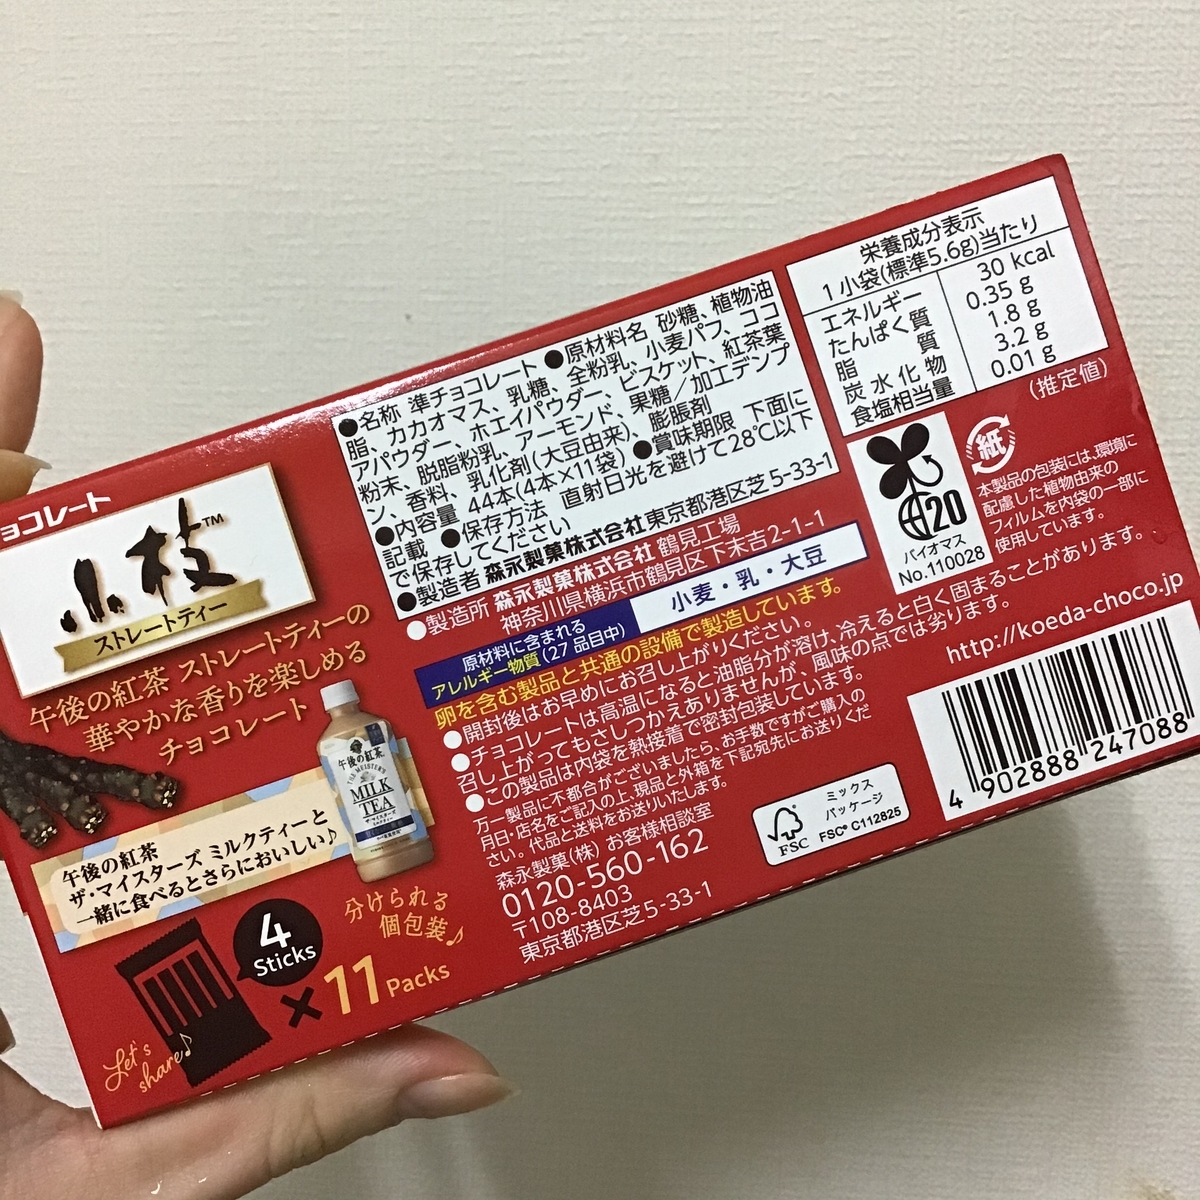 ョコレート
小枝™
ストレートティー
午後の紅茶 ストレートティーの
華やかな香りを楽しめる
チョコレート
午後の紅茶
ザ・マイスターズ ミルクティーと
一緒に食べるとさらにおいしい♪
午後の紅茶
THE MEISTER'S
MILK
TEA
ザ・マイスターズ
ミルクティー
分けられる
個包装♪
4
Sticks
×11 Packs
Let's
share♪
●名称 準チョコレート ●原材料名 砂糖、植物油
脂、カカオマス、乳糖、全粉乳、小麦パフ、ココ
アパウダー、ホエイパウダー、ビスケット、紅茶葉
粉末、脱脂粉乳、アーモンド、果糖／加工デンプ
ン、香料、乳化剤(大豆由来)、膨脹剤
●内容量 44本(4本×11袋) ●賞味期限 下面に
記載 ●保存方法 直射日光を避けて28℃以下
で保存してください
●製造者 森永製菓株式会社 東京都港区芝5-33-1
●製造所 森永製菓株式会社 鶴見工場
神奈川県横浜市鶴見区下末吉2-1-1
原材料に含まれる
アレルギー物質(27品目中)
小麦・乳・大豆
卵を含む製品と共通の設備で製造しています。
●開封後はお早めにお召し上がりください。
●チョコレートは高温になると油脂分が溶け、冷えると白く固まることがあります。
召し上がってもさしつかえありませんが、風味の点では劣ります。
●この製品は内袋を熱接着で密封包装しています。
万一製品に不都合がございましたら、お手数ですがご購入の
月日・店名をご記入の上、現品と外箱を下記宛先にお送りくだ
さい。代品と送料をお送りいたします。
森永製菓(株) お客様相談室
0120-560-162
〒108-8403
東京都港区芝5-33-1
栄養成分表示
1小袋(標準5.6g)当たり
エネルギー 30 kcal
たんぱく質 0.35 g
脂質 1.8 g
炭水化物 3.2 g
食塩相当量 0.01 g
(推定値)
20
バイオマス
No.110028
紙
本製品の包装には、環境に
配慮した植物由来の
フィルムを内袋の一部に
使用しています。
http://koeda-choco.jp
FSC
ミックス
パッケージ
FSC® C112825
4 902888 247088